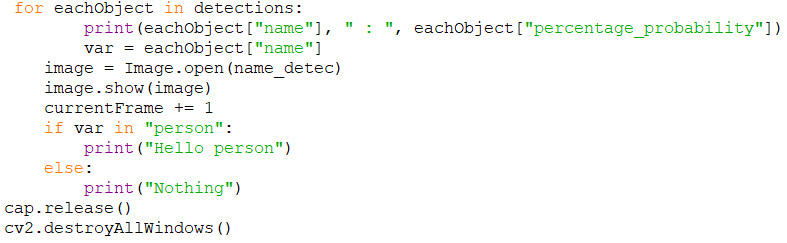 for eachObject in detections:
print(eachObject["name"], " : ", eachObject["percentage_probability"])
var = eachObject["name"]
image = Image.open(name_detec)
image.show(image)
currentFrame += 1
if var in "person":
print("Hello person")
else:
print("Nothing")
cap.release()
cv2.destroyAllWindows()